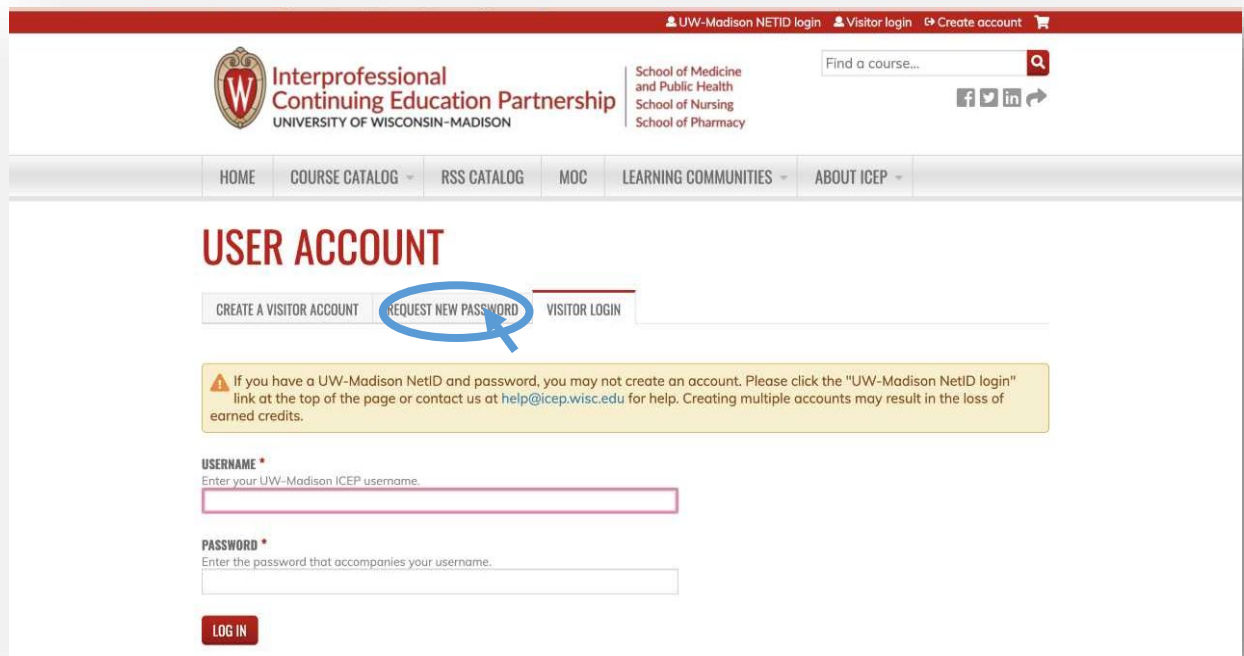 UW-Madison NETID login Visitor login Create account
Interprofessional
Continuing Education Partnership
UNIVERSITY OF WISCONSIN–MADISON
School of Medicine
and Public Health
School of Nursing
School of Pharmacy
Find a course...
HOME COURSE CATALOG RSS CATALOG MOC LEARNING COMMUNITIES ABOUT ICEP
USER ACCOUNT
CREATE A VISITOR ACCOUNT REQUEST NEW PASSWORD VISITOR LOGIN
If you have a UW-Madison NetID and password, you may not create an account. Please click the "UW-Madison NetID login"
link at the top of the page or contact us at help@icep.wisc.edu for help. Creating multiple accounts may result in the loss of
earned credits.
USERNAME *
Enter your UW-Madison ICEP username.
PASSWORD *
Enter the password that accompanies your username.
LOG IN